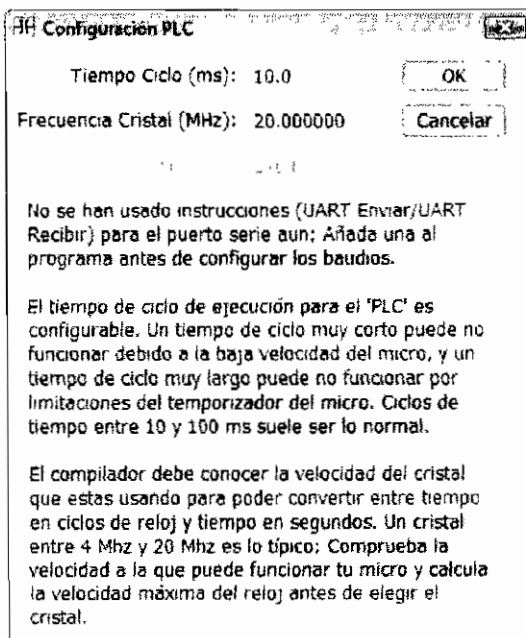 Configuración PLC
Tiempo Ciclo (ms): 10.0 OK
Frecuencia Cristal (MHz): 20.000000 Cancelar
No se han usado instrucciones (UART Enviar/UART
Recibir) para el puerto serie aun; Añada una al
programa antes de configurar los baudios.
El tiempo de ciclo de ejecución para el 'PLC' es
configurable. Un tiempo de ciclo muy corto puede no
funcionar debido a la baja velocidad del micro, y un
tiempo de ciclo muy largo puede no funcionar por
limitaciones del temporizador del micro. Ciclos de
tiempo entre 10 y 100 ms suele ser lo normal.
El compilador debe conocer la velocidad del cristal
que estas usando para poder convertir entre tiempo
en ciclos de reloj y tiempo en segundos. Un cristal
entre 4 Mhz y 20 Mhz es lo típico; Comprueba la
velocidad a la que puede funcionar tu micro y calcula
la velocidad máxima del reloj antes de elegir el
cristal.